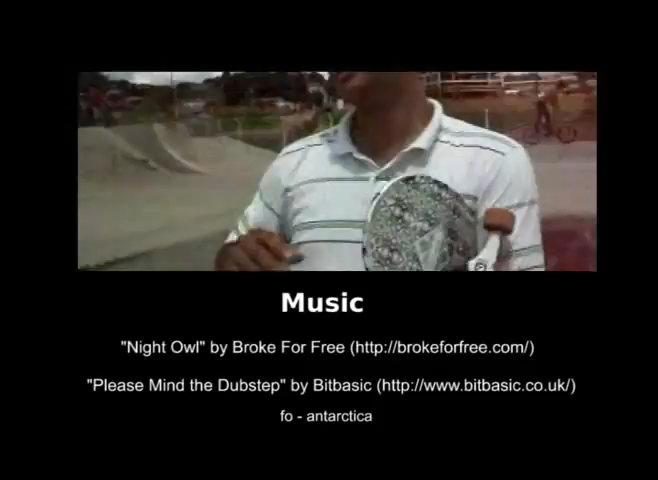 Music
"Night Owl" by Broke For Free (http://brokeforfree.com/)
"Please Mind the Dubstep" by Bitbasic (http://www.bitbasic.co.uk/)
fo - antarctica